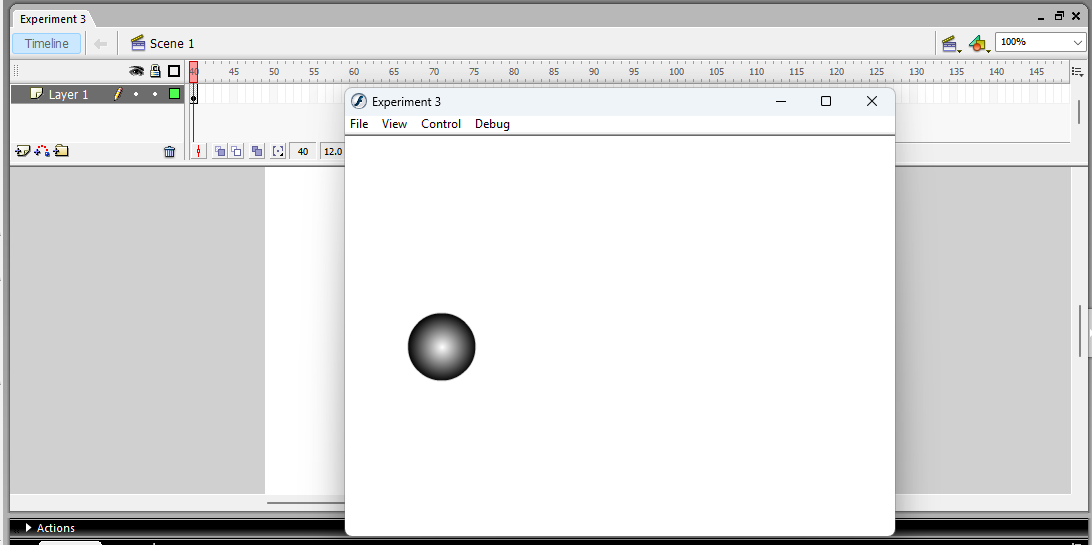 Experiment 3
Timeline Scene 1 100%
40 45 50 55 60 65 70 75 80 85 90 95 100 105 110 115 120 125 130 135 140 145
Layer 1
Experiment 3
File View Control Debug
40 12.0
Actions